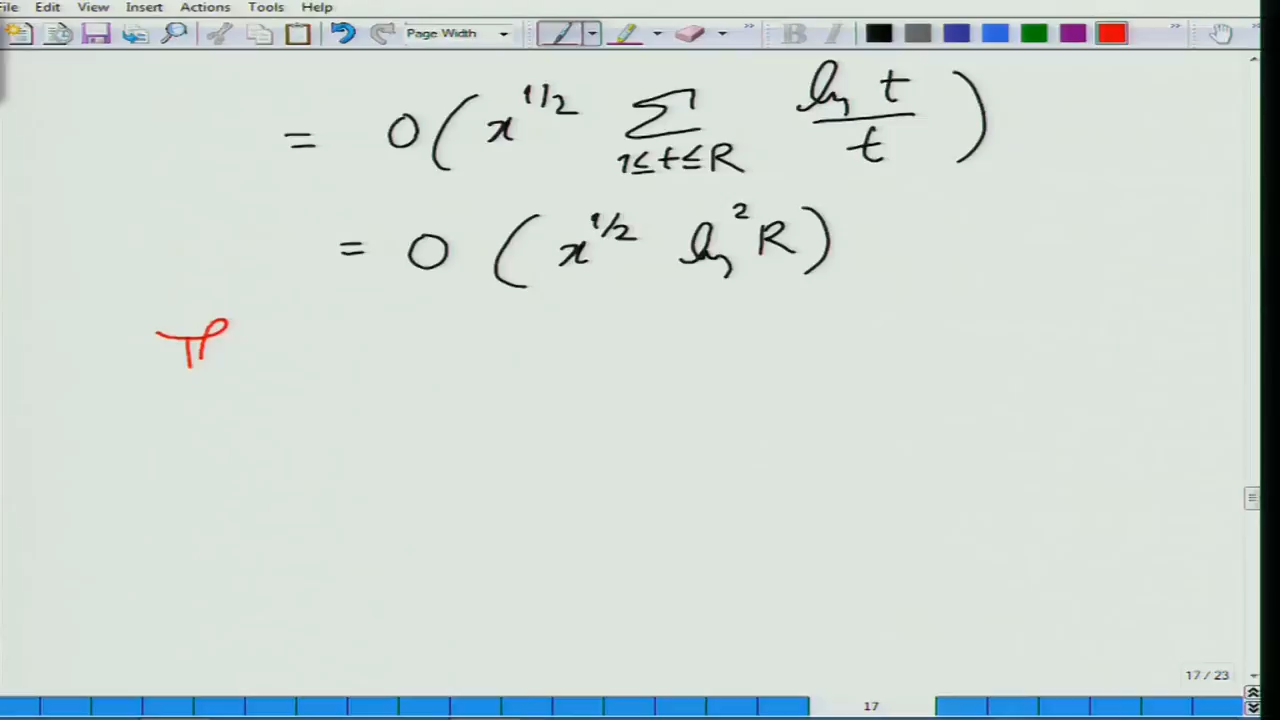 File Edit View Insert Actions Tools Help
Page Width B I
= O( x^{1/2} Σ_{1≤t≤R} \frac{log t}{t} )
= O ( x^{1/2} log^2 R )
17 / 23
17